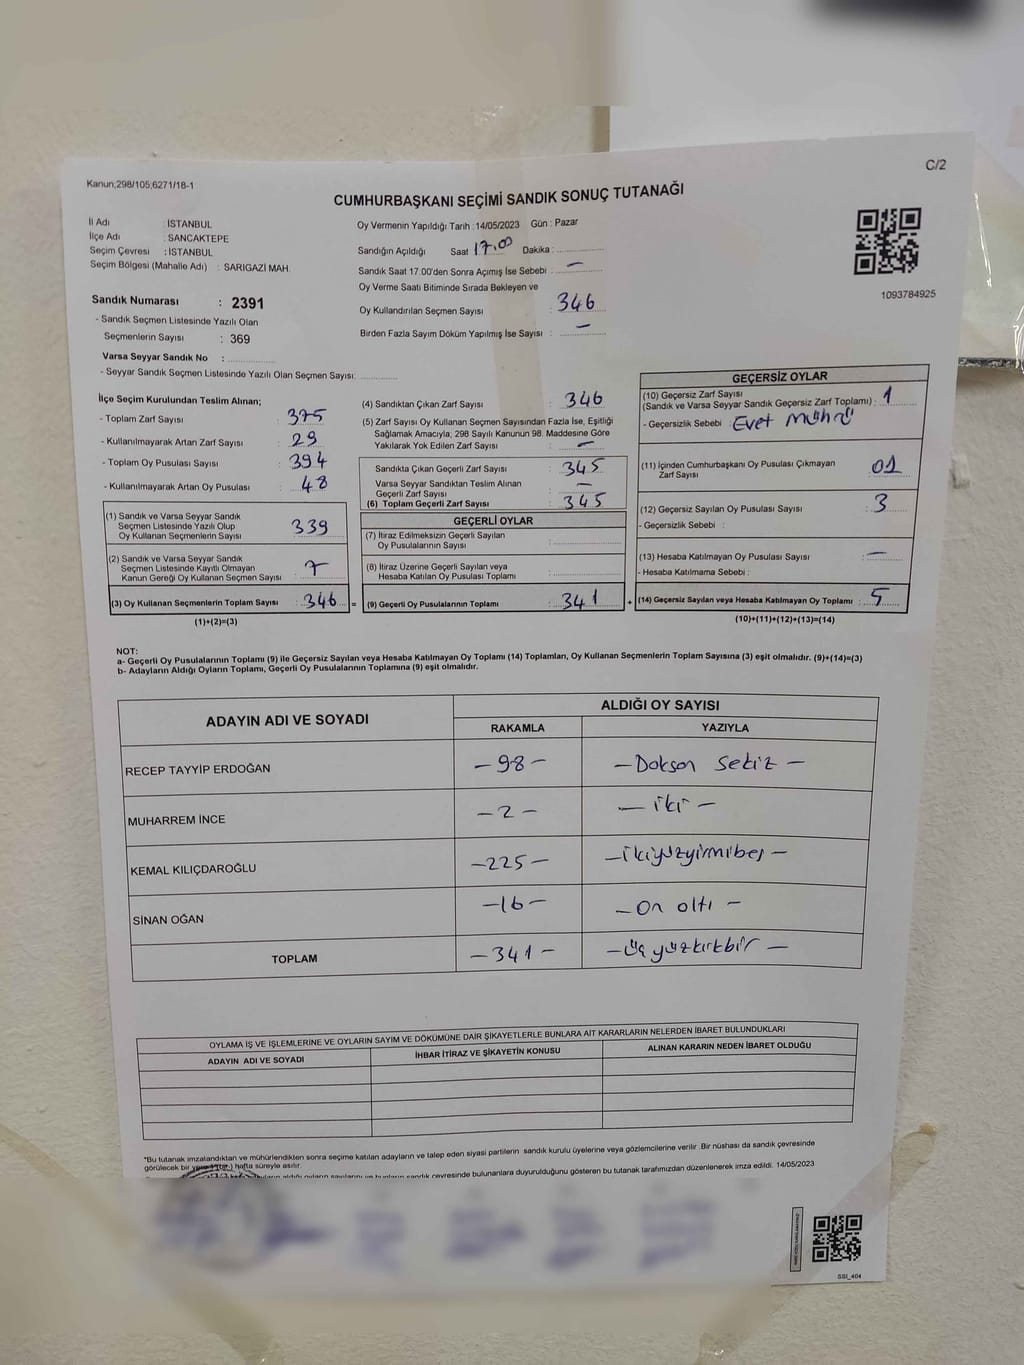 C/2
Kanun;298/105,6271/18-1
CUMHURBAŞKANI SEÇİMİ SANDIK SONUÇ TUTANAĞI
İl Adı : İSTANBUL
İlçe Adı : SANCAKTEPE
Seçim Çevresi : İSTANBUL
Seçim Bölgesi (Mahalle Adı) : SARIGAZİ MAH.
Sandık Numarası : 2391
- Sandık Seçmen Listesinde Yazılı Olan
Seçmenlerin Sayısı : 369
Varsa Seyyar Sandık No :
- Seyyar Sandık Seçmen Listesinde Yazılı Olan Seçmen Sayısı:
Oy Vermenin Yapıldığı Tarih : 14/05/2023 Gün : Pazar
Sandığın Açıldığı Saat 17.00 Dakika :
Sandık Saat 17.00'den Sonra Açımış İse Sebebi : —
Oy Verme Saati Bitiminde Sırada Bekleyen ve
Oy Kullandırılan Seçmen Sayısı : 346
Birden Fazla Sayım Döküm Yapılmış İse Sayısı : —
1093784925
İlçe Seçim Kurulundan Teslim Alınan;
- Toplam Zarf Sayısı : 375
- Kullanılmayarak Artan Zarf Sayısı : 29
- Toplam Oy Pusulası Sayısı : 394
- Kullanılmayarak Artan Oy Pusulası : 48
(1) Sandık ve Varsa Seyyar Sandık
Seçmen Listesinde Yazılı Olup
Oy Kullanan Seçmenlerin Sayısı : 339
(2) Sandık ve Varsa Seyyar Sandık
Seçmen Listesinde Kayıtlı Olmayan
Kanun Gereği Oy Kullanan Seçmen Sayısı : 7
(3) Oy Kullanan Seçmenlerin Toplam Sayısı : 346 =
(1)+(2)=(3)
(4) Sandıktan Çıkan Zarf Sayısı : 346
(5) Zarf Sayısı Oy Kullanan Seçmen Sayısından Fazla İse, Eşitliği
Sağlamak Amacıyla, 298 Sayılı Kanunun 98. Maddesine Göre
Yakılarak Yok Edilen Zarf Sayısı : —
Sandıkta Çıkan Geçerli Zarf Sayısı : 345
Varsa Seyyar Sandıktan Teslim Alınan
Geçerli Zarf Sayısı : —
(6) Toplam Geçerli Zarf Sayısı : 345
GEÇERLİ OYLAR
(7) İtiraz Edilmeksizin Geçerli Sayılan
Oy Pusulalarının Sayısı :
(8) İtiraz Üzerine Geçerli Sayılan veya
Hesaba Katılan Oy Pusulası Toplamı :
(9) Geçerli Oy Pusulalarının Toplamı : 341 +
GEÇERSİZ OYLAR
(10) Geçersiz Zarf Sayısı
(Sandık ve Varsa Seyyar Sandık Geçersiz Zarf Toplamı) : 1
- Geçersizlik Sebebi : Evet Mührü
(11) İçinden Cumhurbaşkanı Oy Pusulası Çıkmayan
Zarf Sayısı : 01
(12) Geçersiz Sayılan Oy Pusulası Sayısı : 3
- Geçersizlik Sebebi :
(13) Hesaba Katılmayan Oy Pusulası Sayısı : —
- Hesaba Katılmama Sebebi :
(14) Geçersiz Sayılan veya Hesaba Katılmayan Oy Toplamı : 5
(10)+(11)+(12)+(13)=(14)
NOT:
a- Geçerli Oy Pusulalarının Toplamı (9) ile Geçersiz Sayılan veya Hesaba Katılmayan Oy Toplamı (14) Toplamları, Oy Kullanan Seçmenlerin Toplam Sayısına (3) eşit olmalıdır. (9)+(14)=(3)
b- Adayların Aldığı Oyların Toplamı, Geçerli Oy Pusulalarının Toplamına (9) eşit olmalıdır.
ADAYIN ADI VE SOYADI ALDIĞI OY SAYISI
RAKAMLA YAZIYLA
RECEP TAYYİP ERDOĞAN –98– –Doksan Sekiz–
MUHARREM İNCE –2– –iki–
KEMAL KILIÇDAROĞLU –225– –ikiyüzyirmibeş–
SİNAN OĞAN –16– –On altı–
TOPLAM –341– –üç yüzkırkbir–
OYLAMA İŞ VE İŞLEMLERİNE VE OYLARIN SAYIM VE DÖKÜMÜNE DAİR ŞİKAYETLERLE BUNLARA AİT KARARLARIN NELERDEN İBARET BULUNDUKLARI
ADAYIN ADI VE SOYADI İHBAR İTİRAZ VE ŞİKAYETİN KONUSU ALINAN KARARIN NEDEN İBARET OLDUĞU
*Bu tutanak imzalandıktan ve mühürlendikten sonra seçime katılan adayların ve talep eden siyasi partilerin sandık kurulu üyelerine veya gözlemcilerine verilir. Bir nüshası da sandık çevresinde
görülecek bir yere 1 (bir) hafta süreyle asılır.
aldığı oyların sayılarını ve bunların sandık çevresinde bulunanlara duyurulduğunu gösteren bu tutanak tarafımızdan düzenlenerek imza edildi. 14/05/2023
SSI_404